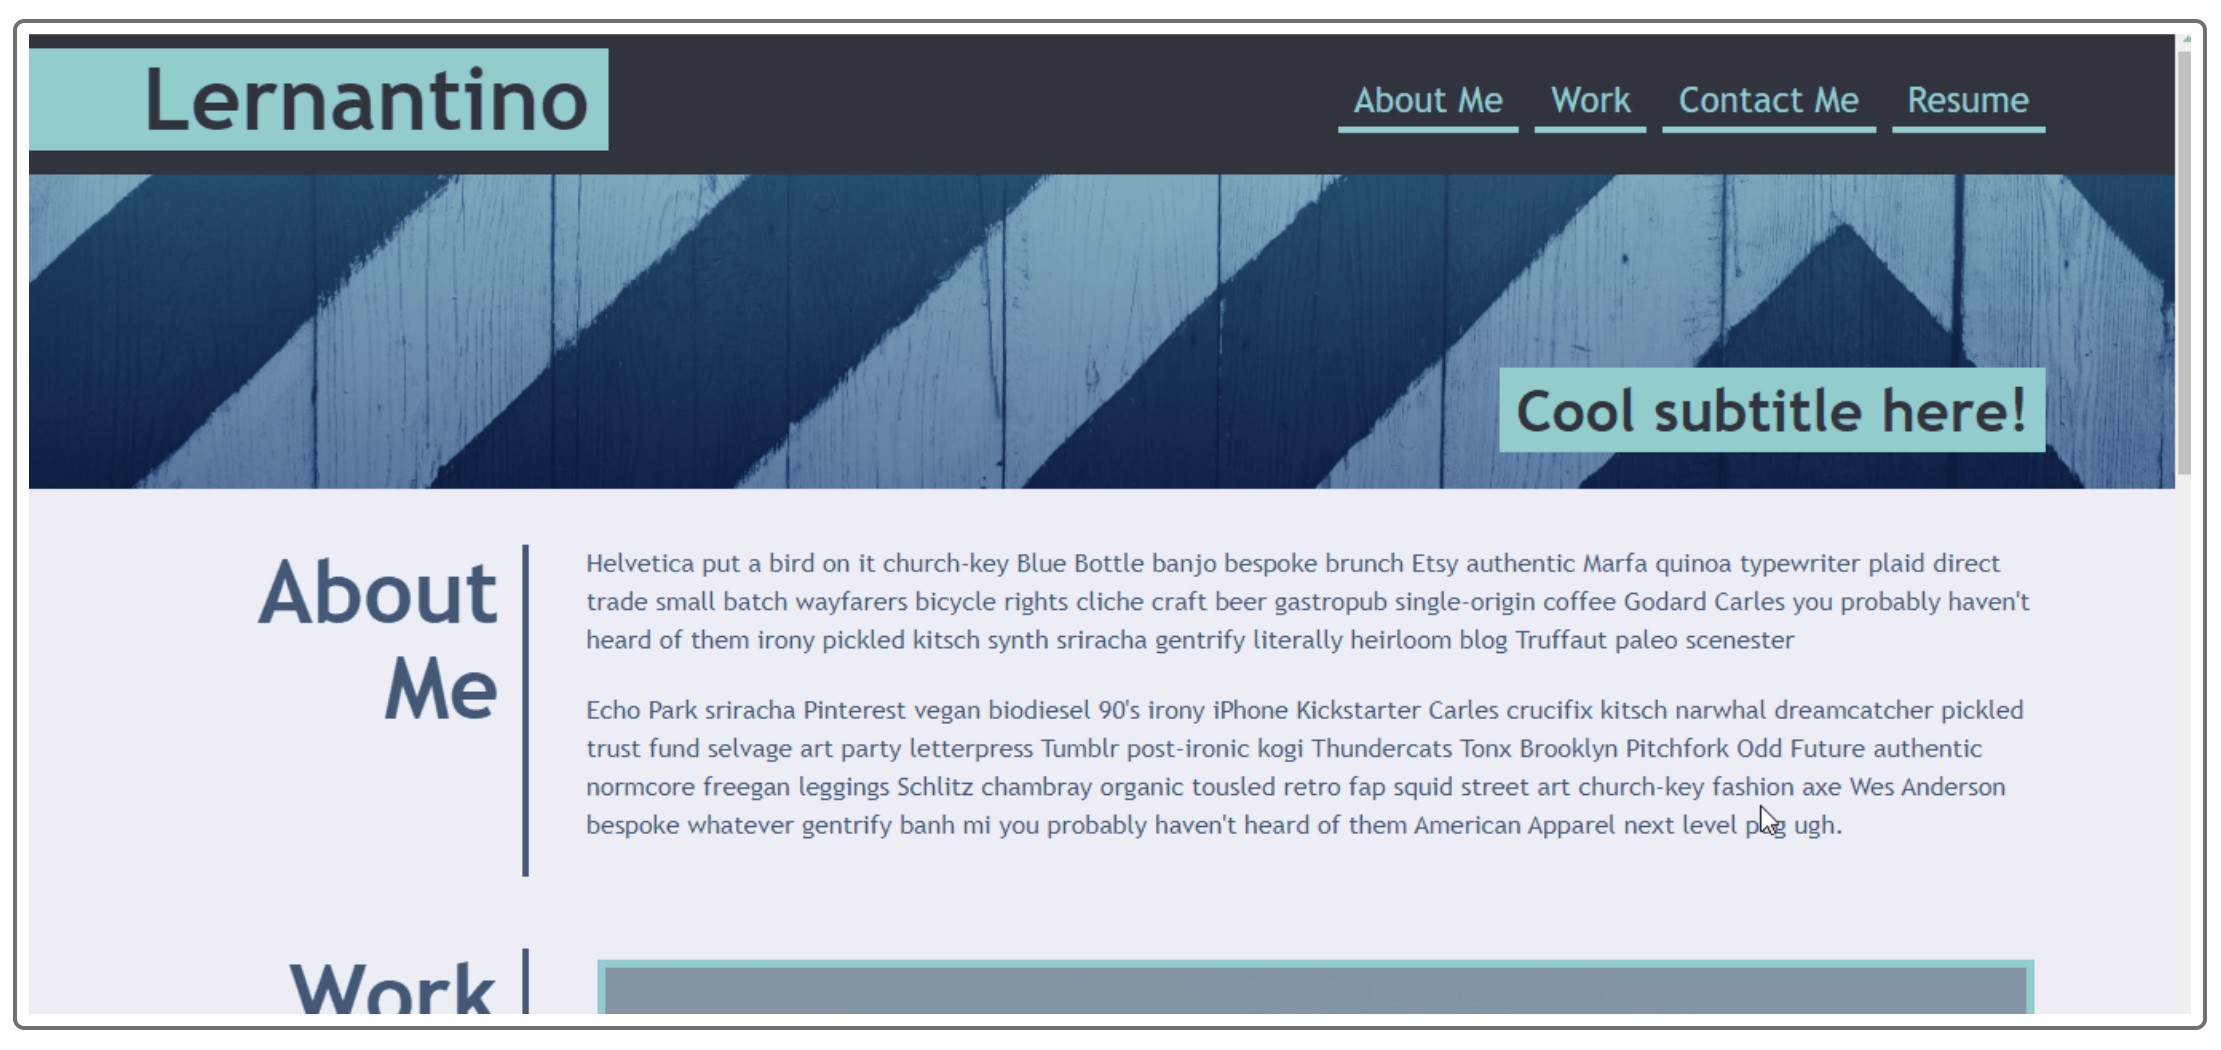 Lernantino
About Me
Work
Contact Me
Resume
Cool subtitle here!
About
Me
Helvetica put a bird on it church-key Blue Bottle banjo bespoke brunch Etsy authentic Marfa quinoa typewriter plaid direct
trade small batch wayfarers bicycle rights cliche craft beer gastropub single-origin coffee Godard Carles you probably haven't
heard of them irony pickled kitsch synth sriracha gentrify literally heirloom blog Truffaut paleo scenester
Echo Park sriracha Pinterest vegan biodiesel 90's irony iPhone Kickstarter Carles crucifix kitsch narwhal dreamcatcher pickled
trust fund selvage art party letterpress Tumblr post-ironic kogi Thundercats Tonx Brooklyn Pitchfork Odd Future authentic
normcore freegan leggings Schlitz chambray organic tousled retro fap squid street art church-key fashion axe Wes Anderson
bespoke whatever gentrify banh mi you probably haven't heard of them American Apparel next level ugh.
Work